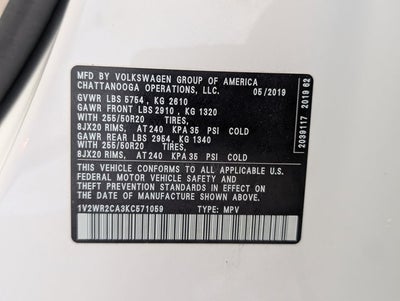 MFD BY VOLKSWAGEN GROUP OF AMERICA
CHATTANOOGA OPERATIONS, LLC. 05/2019
GVWR LBS 5754 , KG 2610
GVWR FRONT LBS 2910 , KG 1320
WITH 255/50R20 TIRES,
8JX20 RIMS, AT 240 KPA 35 PSI COLD
GVWR REAR LBS 2954, KG 1340
WITH 255/50R20 TIRES,
8JX20 RIMS, AT 240 KPA 35 PSI COLD
THIS VEHICLE CONFORMS TO ALL APPLICABLE U.S.
FEDERAL MOTOR VEHICLE SAFETY AND
THEFT PREVENTION STANDARDS IN EFFECT ON
THE DATE OF MANUFACTURE SHOWN ABOVE.
1V2WR2CA3KC571059 TYPE: MPV
2039117 2019 62